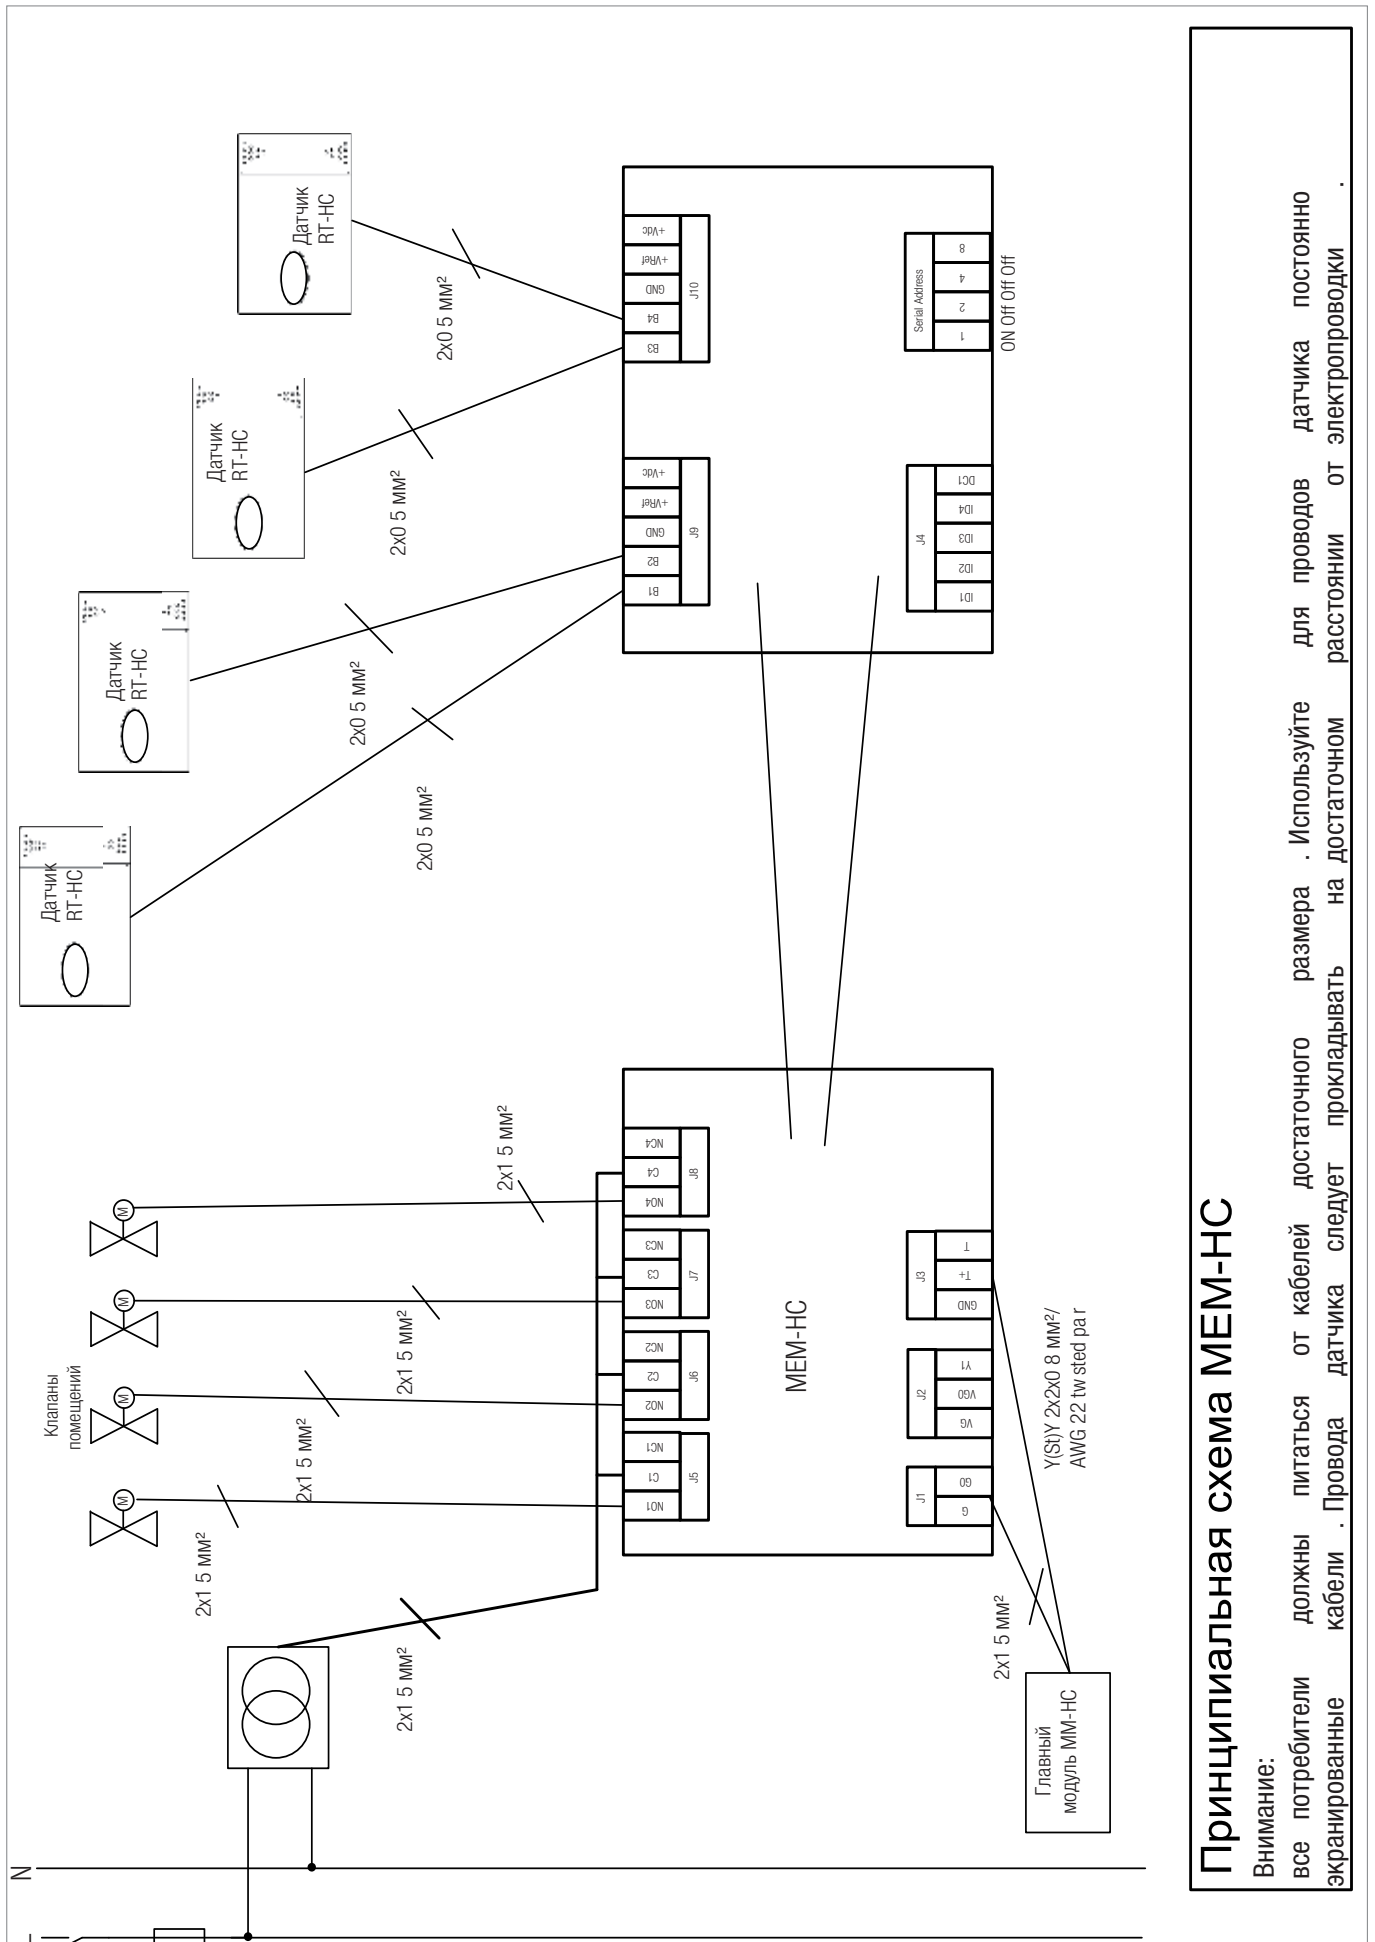 N
Клапаны
помещений
M
M
M
M
2x1 5 мм²
2x1 5 мм²
2x1 5 мм²
2x1 5 мм²
2x1 5 мм²
Датчик
RT-HC
Датчик
RT-HC
Датчик
RT-HC
Датчик
RT-HC
2x0 5 мм²
2x0 5 мм²
2x0 5 мм²
2x0 5 мм²
NO1 C1 NC1
J5
NO2 C2 NC2
J6
NO3 C3 NC3
J7
NO4 C4 NC4
J8
B1 B2 GND +VRef +Vdc
J9
B3 B4 GND +VRef +Vdc
J10
MEM-HC
J1
G G0
J2
VG VG0 Y1
J3
GND T+ T
J4
ID1 ID2 ID3 ID4 DC1
Serial Address
1 2 4 8
ON Off Off Off
2x1 5 мм²
Y(St)Y 2x2x0 8 мм²/
AWG 22 tw sted pa r
Главный
модуль MM-HC
Принципиальная схема MEM-HC
Внимание:
все потребители должны питаться от кабелей достаточного размера . Используйте для проводов датчика постоянно
экранированные кабели . Провода датчика следует прокладывать на достаточном расстоянии от электропроводки .